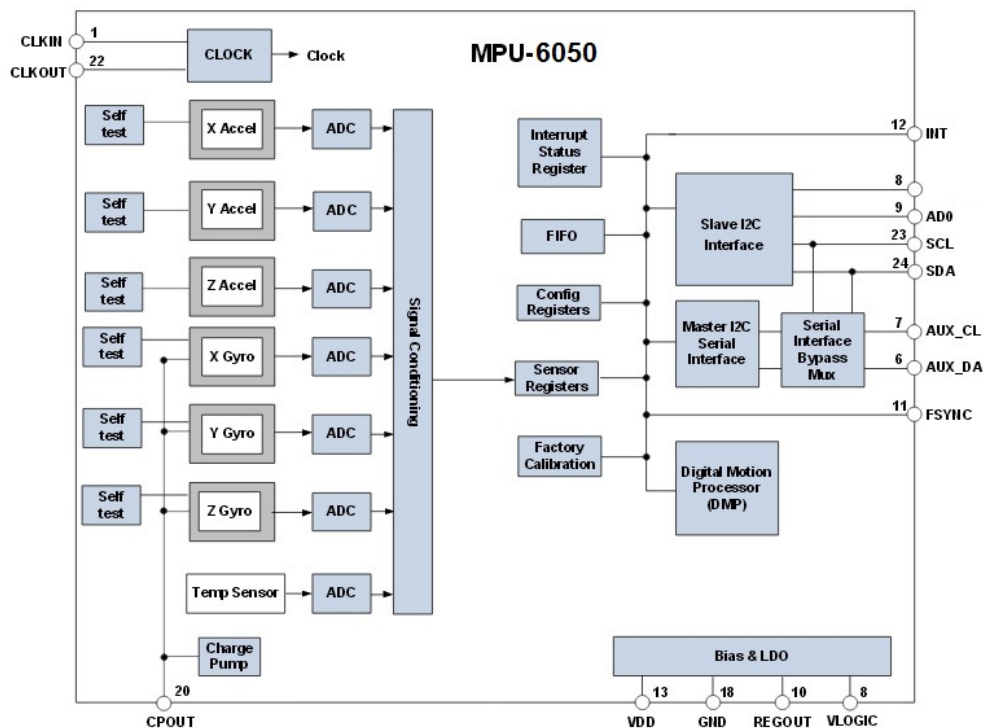 MPU-6050
CLKIN
1
CLKOUT
22
CLOCK
Clock
Self
test
X Accel
ADC
Self
test
Y Accel
ADC
Self
test
Z Accel
ADC
Self
test
X Gyro
ADC
Self
test
Y Gyro
ADC
Self
test
Z Gyro
ADC
Temp Sensor
ADC
Charge
Pump
20
CPOUT
Signal Conditioning
Interrupt
Status
Register
FIFO
Config
Registers
Sensor
Registers
Factory
Calibration
Slave I2C
Interface
Master I2C
Serial
Interface
Serial
Interface
Bypass
Mux
Digital Motion
Processor
(DMP)
12
INT
8
9
AD0
23
SCL
24
SDA
7
AUX_CL
6
AUX_DA
11
FSYNC
Bias & LDO
13
VDD
18
GND
10
REGOUT
8
VLOGIC